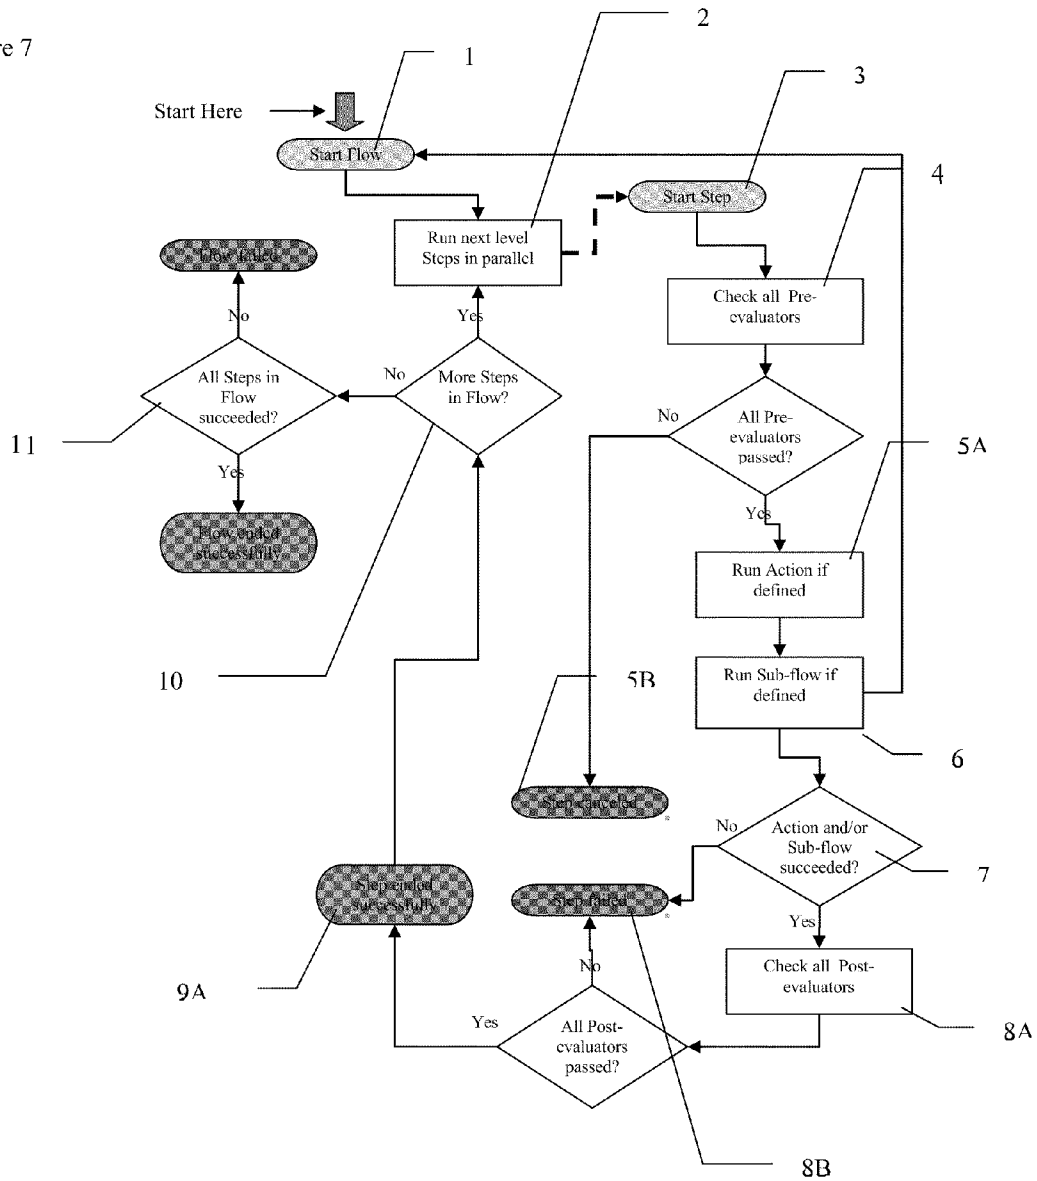 re 7
1
2
3
Start Here
Start Flow
Start Step
4
Run next level
Steps in parallel
Flow failed
Check all Pre-
evaluators
No
Yes
All Steps in
Flow
succeeded?
No
More Steps
in Flow?
11
No
All Pre-
evaluators
passed?
5A
Yes
Yes
Flow ended
successfully
Run Action if
defined
10
5B
Run Sub-flow if
defined
6
Step canceled
No
Action and/or
Sub-flow
succeeded?
7
Step ended
successfully
Step failed
Yes
No
Check all Post-
evaluators
9A
Yes
All Post-
evaluators
passed?
8A
8B